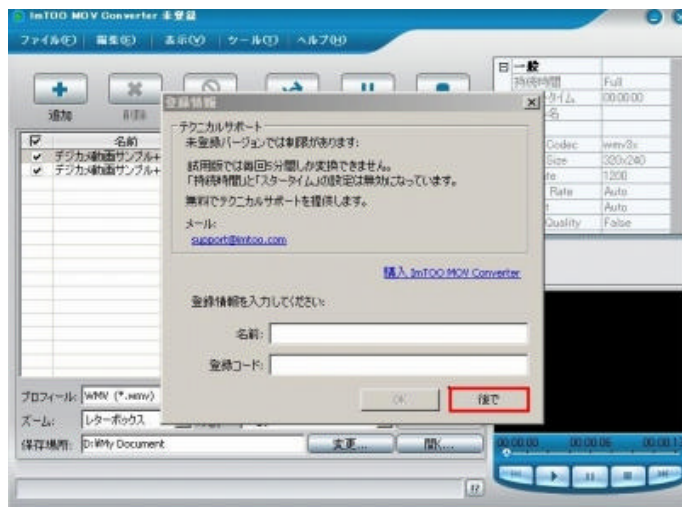 ImTOO MOV Converter 未登録
ファイル(F) 編集(E) 表示(V) ツール(T) ヘルプ(H)
追加 削除
名前
デジカメ動画サンプル+
デジカメ動画サンプル+
登録情報
テクニカルサポート
未登録バージョンでは制限があります:
試用版では毎回5分間しか変換できません。
「持続時間」と「スタータイム」の設定は無効になっています。
無料でテクニカルサポートを提供します。
メール:
support@imtoo.com
購入 ImTOO MOV Converter
登録情報を入力してください:
名前:
登録コード:
OK 後で
一般
持続時間 Full
00:00:00
Codec wmv3x
Size 320x240
1200
Rate Auto
Auto
Quality False
プロフィール: WMV (*.wmv)
ズーム: レターボックス
保存場所: D:\My Document 変更... 開く...
00:00:00 00:00:06 00:00:1